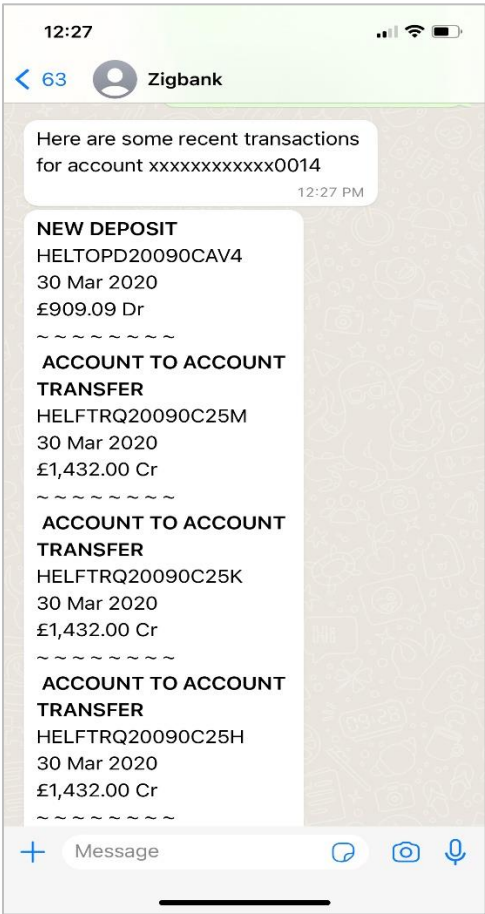 12:27
63 Zigbank
Here are some recent transactions
for account xxxxxxxxxxxx0014
12:27 PM
NEW DEPOSIT
HELTOPD20090CAV4
30 Mar 2020
£909.09 Dr
~ ~ ~ ~ ~ ~ ~ ~
ACCOUNT TO ACCOUNT
TRANSFER
HELFTRQ20090C25M
30 Mar 2020
£1,432.00 Cr
~ ~ ~ ~ ~ ~ ~ ~
ACCOUNT TO ACCOUNT
TRANSFER
HELFTRQ20090C25K
30 Mar 2020
£1,432.00 Cr
~ ~ ~ ~ ~ ~ ~ ~
ACCOUNT TO ACCOUNT
TRANSFER
HELFTRQ20090C25H
30 Mar 2020
£1,432.00 Cr
~ ~ ~ ~ ~ ~ ~ ~
Message